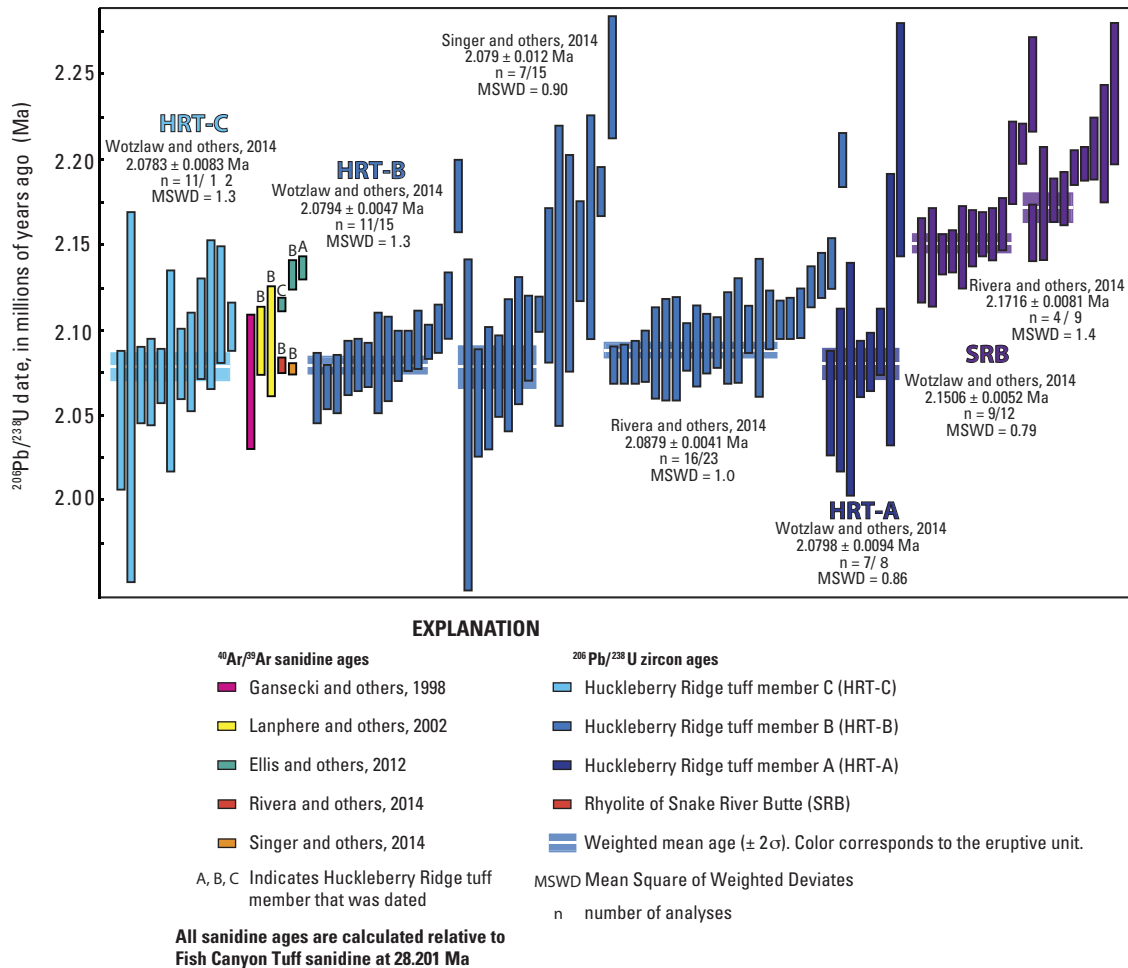 ²⁰⁶Pb/²³⁸U date, in millions of years ago (Ma)
2.25
2.20
2.15
2.10
2.05
2.00
HRT-C
Wotzlaw and others, 2014
2.0783 ± 0.0083 Ma
n = 11/ 1 2
MSWD = 1.3
B
B
C
B
A
B
B
HRT-B
Wotzlaw and others, 2014
2.0794 ± 0.0047 Ma
n = 11/15
MSWD = 1.3
Singer and others, 2014
2.079 ± 0.012 Ma
n = 7/15
MSWD = 0.90
Rivera and others, 2014
2.0879 ± 0.0041 Ma
n = 16/23
MSWD = 1.0
HRT-A
Wotzlaw and others, 2014
2.0798 ± 0.0094 Ma
n = 7/ 8
MSWD = 0.86
Rivera and others, 2014
2.1716 ± 0.0081 Ma
n = 4 / 9
MSWD = 1.4
SRB
Wotzlaw and others, 2014
2.1506 ± 0.0052 Ma
n = 9/12
MSWD = 0.79
EXPLANATION
⁴⁰Ar/³⁹Ar sanidine ages
Gansecki and others, 1998
Lanphere and others, 2002
Ellis and others, 2012
Rivera and others, 2014
Singer and others, 2014
A, B, C Indicates Huckleberry Ridge tuff
member that was dated
All sanidine ages are calculated relative to
Fish Canyon Tuff sanidine at 28.201 Ma
²⁰⁶Pb/²³⁸U zircon ages
Huckleberry Ridge tuff member C (HRT-C)
Huckleberry Ridge tuff member B (HRT-B)
Huckleberry Ridge tuff member A (HRT-A)
Rhyolite of Snake River Butte (SRB)
Weighted mean age (± 2σ). Color corresponds to the eruptive unit.
MSWD Mean Square of Weighted Deviates
n number of analyses